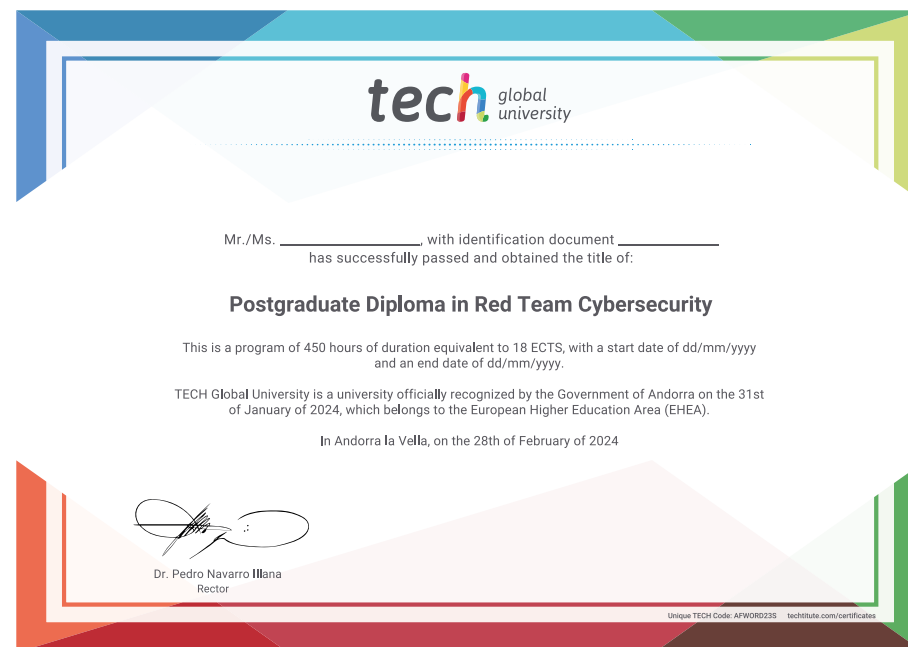 tech global university
Mr./Ms. ____________________, with identification document ______________
has successfully passed and obtained the title of:
Postgraduate Diploma in Red Team Cybersecurity
This is a program of 450 hours of duration equivalent to 18 ECTS, with a start date of dd/mm/yyyy
and an end date of dd/mm/yyyy.
TECH Global University is a university officially recognized by the Government of Andorra on the 31st
of January of 2024, which belongs to the European Higher Education Area (EHEA).
In Andorra la Vella, on the 28th of February of 2024
Dr. Pedro Navarro Illana
Rector
Unique TECH Code: AFWORD23S techtitute.com/certificates